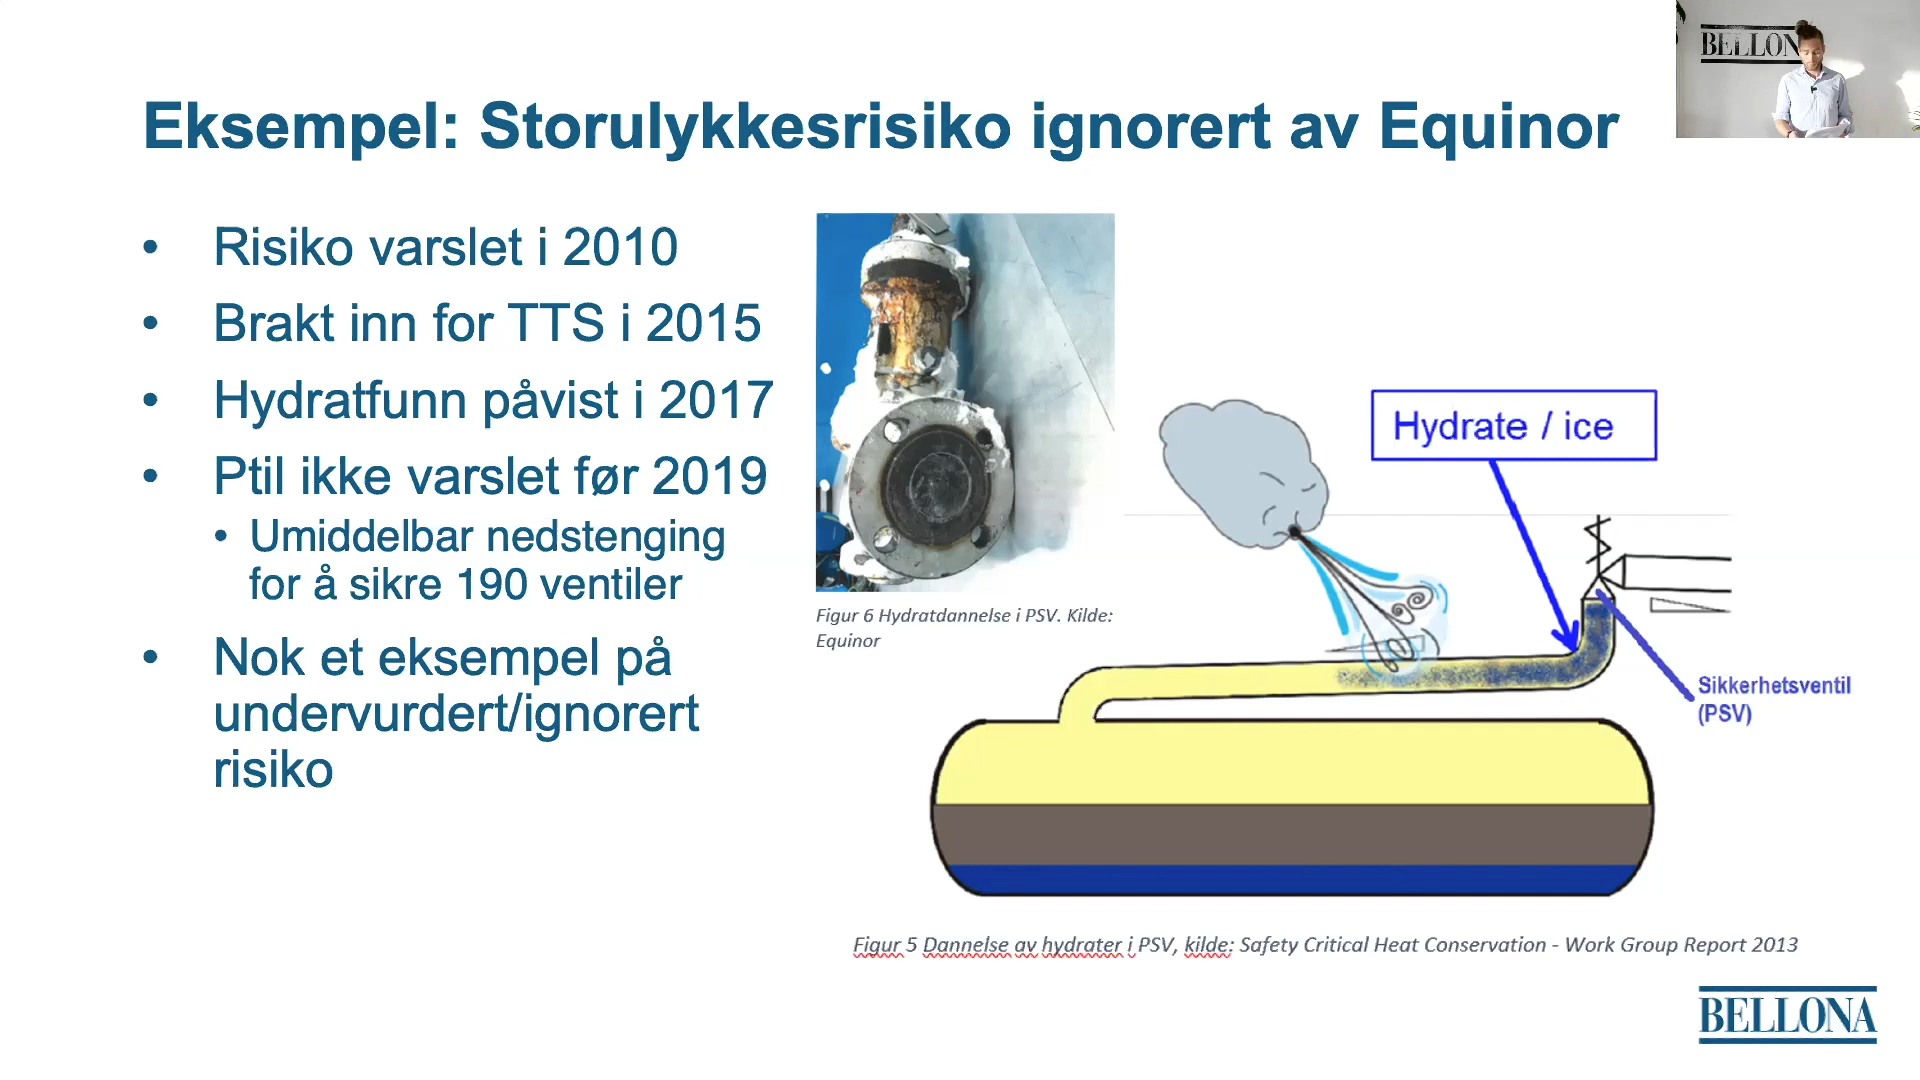 BELLON
Eksempel: Storulykkesrisiko ignorert av Equinor
• Risiko varslet i 2010
• Brakt inn for TTS i 2015
• Hydratfunn påvist i 2017
• Ptil ikke varslet før 2019
• Umiddelbar nedstenging
for å sikre 190 ventiler
• Nok et eksempel på
undervurdert/ignorert
risiko
Figur 6 Hydratdannelse i PSV. Kilde:
Equinor
Hydrate / ice
Sikkerhetsventil
(PSV)
Figur 5 Dannelse av hydrater i PSV, kilde: Safety Critical Heat Conservation - Work Group Report 2013
BELLONA